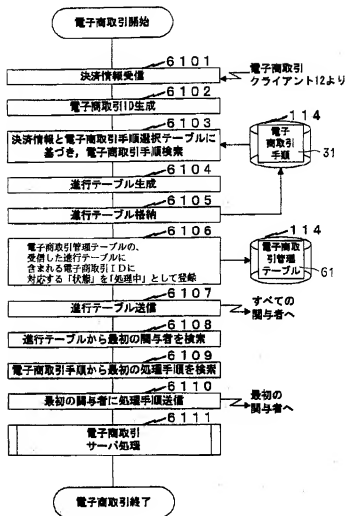 電子商取引開始
6101
決済情報受信
電子商取引
クライアント12より
6102
電子商取引ID生成
6103
決済情報と電子商取引手順選択テーブルに
基づき，電子商取引手順検索
114
電子
商取引
手順
31
6104
進行テーブル生成
6105
進行テーブル格納
6106
電子商取引管理テーブルの、
受信した進行テーブルに
含まれる電子商取引IDに
対応する「状態」を「処理中」として登録
114
電子商取
引管理
テーブル
61
6107
進行テーブル送信
すべての
関与者へ
6108
進行テーブルから最初の関与者を検索
6109
電子商取引手順から最初の処理手順を検索
6110
最初の関与者に処理手順送信
最初の
関与者へ
6111
電子商取引
サーバ処理
電子商取引終了